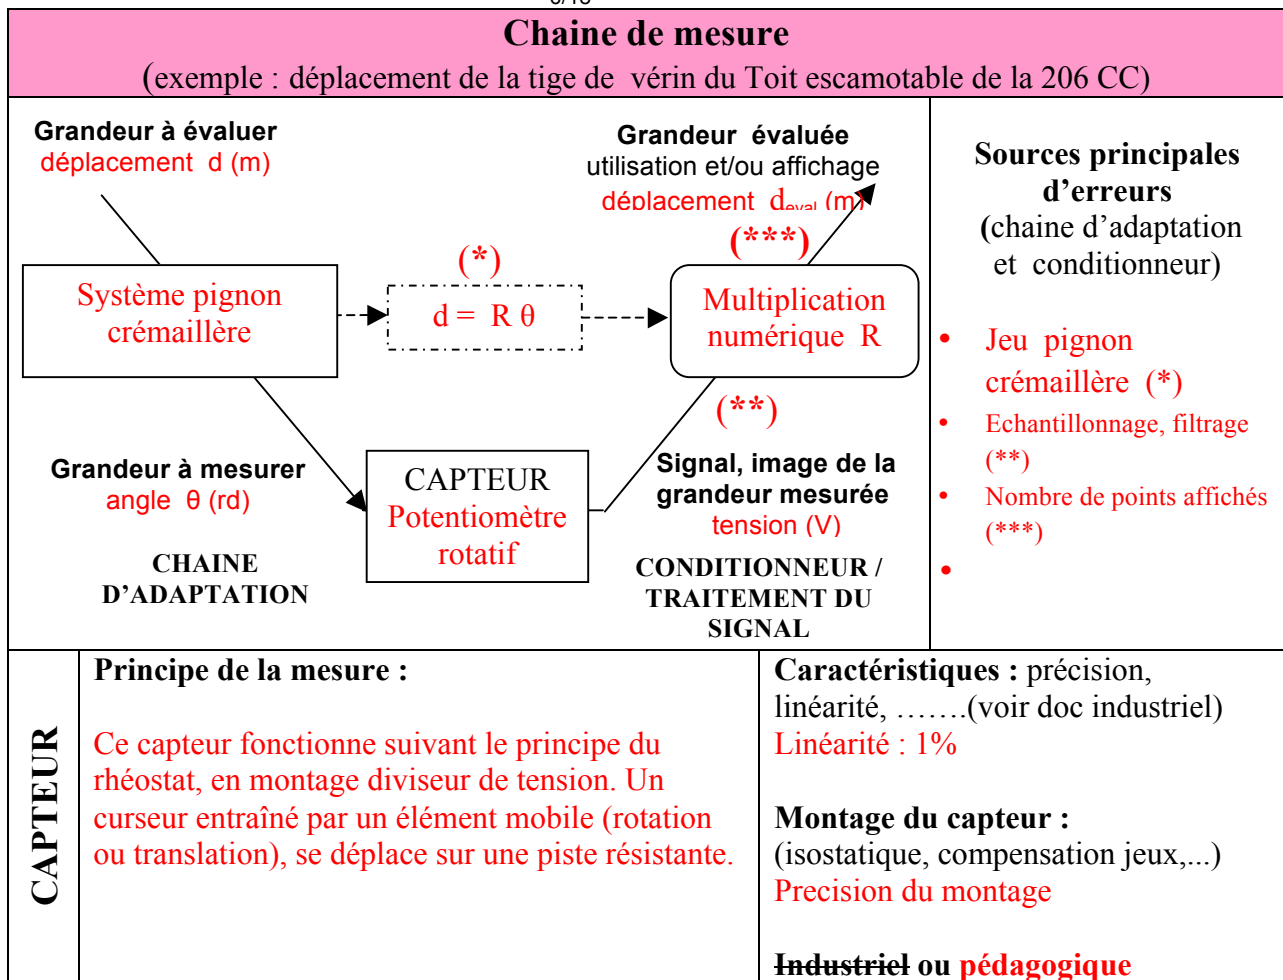 Chaine de mesure
(exemple : déplacement de la tige de vérin du Toit escamotable de la 206 CC)
Grandeur à évaluer
déplacement d (m)
Grandeur évaluée
utilisation et/ou affichage
déplacement deval (m)
(***)
(*)
Système pignon
crémaillère
d = R θ
Multiplication
numérique R
(**)
Grandeur à mesurer
angle θ (rd)
CAPTEUR
Potentiomètre
rotatif
Signal, image de la
grandeur mesurée
tension (V)
CHAINE
D’ADAPTATION
CONDITIONNEUR /
TRAITEMENT DU
SIGNAL
Sources principales
d’erreurs
(chaine d’adaptation
et conditionneur)
• Jeu pignon
crémaillère (*)
• Echantillonnage, filtrage
(**)
• Nombre de points affichés
(***)
•
CAPTEUR
Principe de la mesure :
Ce capteur fonctionne suivant le principe du
rhéostat, en montage diviseur de tension. Un
curseur entraîné par un élément mobile (rotation
ou translation), se déplace sur une piste résistante.
Caractéristiques : précision,
linéarité, …….(voir doc industriel)
Linéarité : 1%
Montage du capteur :
(isostatique, compensation jeux,...)
Precision du montage
Industriel ou pédagogique